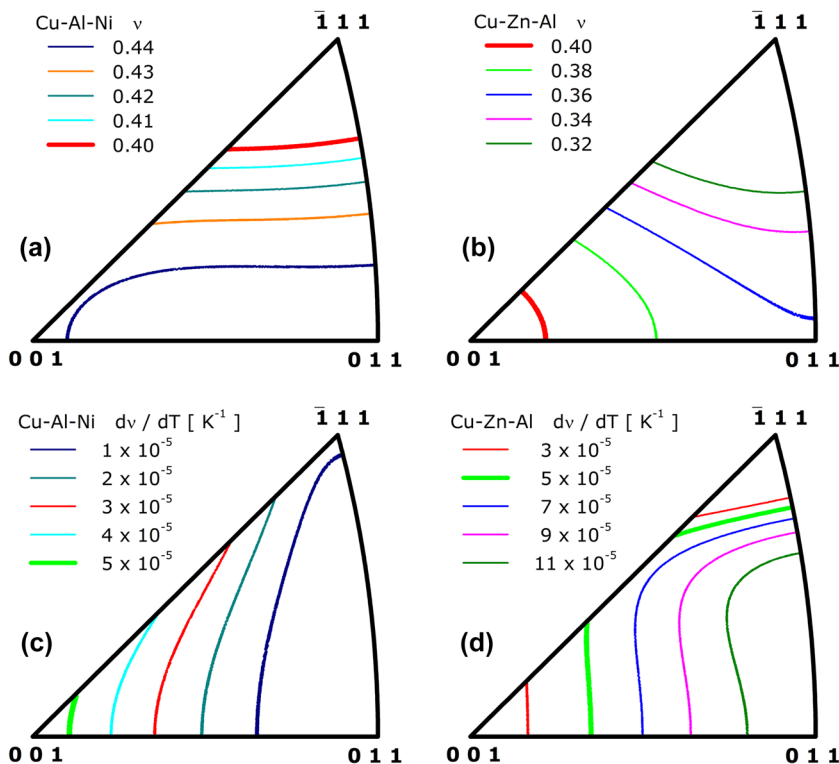 Cu-Al-Ni ν
0.44
0.43
0.42
0.41
0.40
1̅ 1 1
(a)
0 0 1
0 1 1
Cu-Zn-Al ν
0.40
0.38
0.36
0.34
0.32
1̅ 1 1
(b)
0 0 1
0 1 1
Cu-Al-Ni dν / dT [ K⁻¹ ]
1 x 10⁻⁵
2 x 10⁻⁵
3 x 10⁻⁵
4 x 10⁻⁵
5 x 10⁻⁵
1̅ 1 1
(c)
0 0 1
0 1 1
Cu-Zn-Al dν / dT [ K⁻¹ ]
3 x 10⁻⁵
5 x 10⁻⁵
7 x 10⁻⁵
9 x 10⁻⁵
11 x 10⁻⁵
1̅ 1 1
(d)
0 0 1
0 1 1